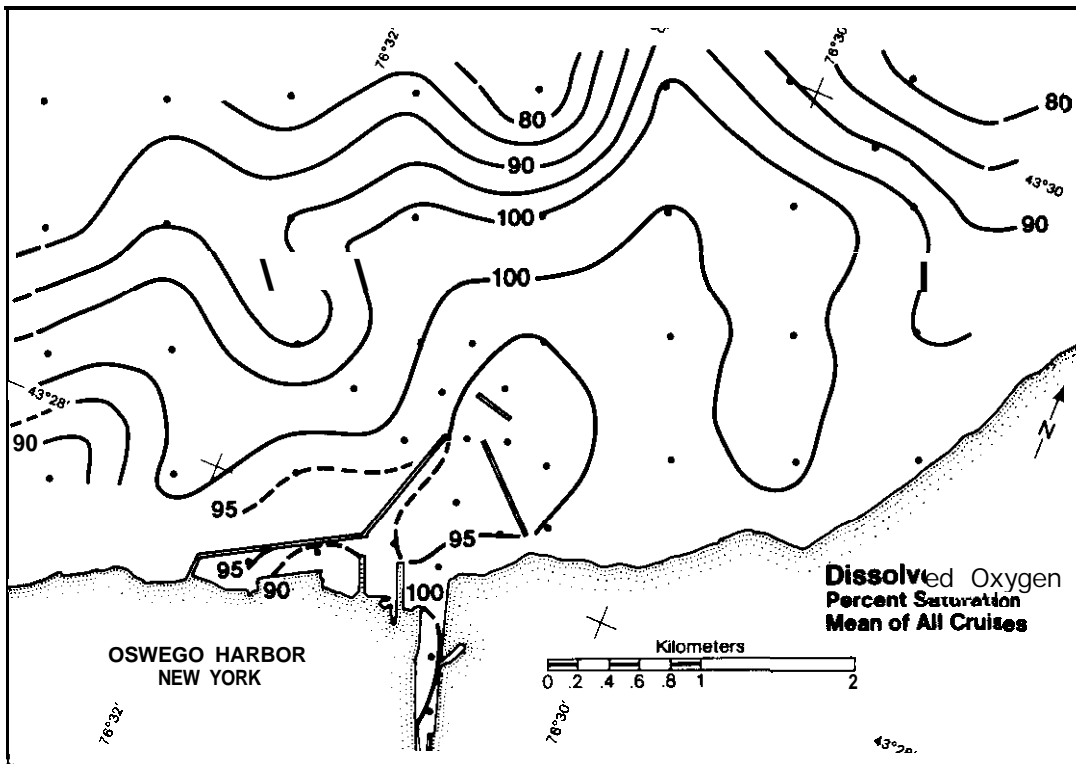 76°32'
76°30'
80
80
90
43°30
100
90
100
43°28'
90
N
95
95
95
90
100
Dissolved Oxygen
Percent Saturation
Mean of All Cruises
OSWEGO HARBOR
NEW YORK
Kilometers
0 .2 .4 .6 .8 1 2
76°32'
76°30'